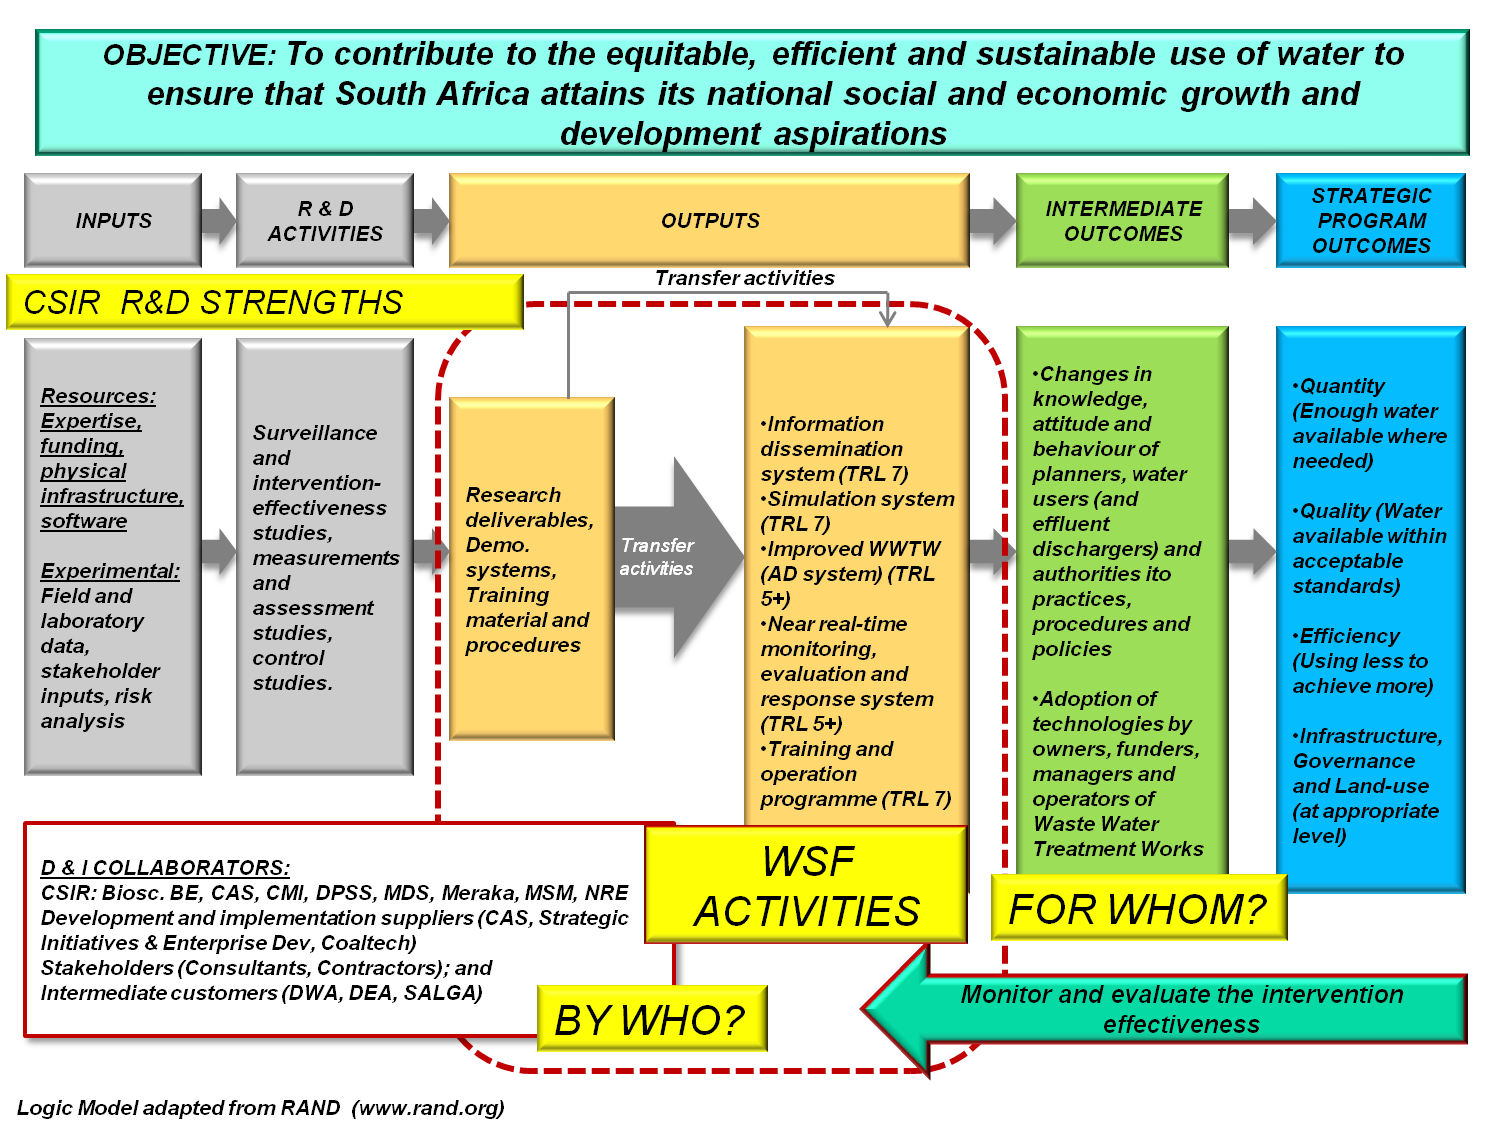 OBJECTIVE: To contribute to the equitable, efficient and sustainable use of water to
ensure that South Africa attains its national social and economic growth and
development aspirations
INPUTS
R & D
ACTIVITIES
OUTPUTS
INTERMEDIATE
OUTCOMES
STRATEGIC
PROGRAM
OUTCOMES
Transfer activities
CSIR R&D STRENGTHS
Resources:
Expertise,
funding,
physical
infrastructure,
software
Experimental:
Field and
laboratory
data,
stakeholder
inputs, risk
analysis
Surveillance
and
intervention-
effectiveness
studies,
measurements
and
assessment
studies,
control
studies.
Research
deliverables,
Demo.
systems,
Training
material and
procedures
Transfer
activities
•Information
dissemination
system (TRL 7)
•Simulation system
(TRL 7)
•Improved WWTW
(AD system) (TRL
5+)
•Near real-time
monitoring,
evaluation and
response system
(TRL 5+)
•Training and
operation
programme (TRL 7)
•Changes in
knowledge,
attitude and
behaviour of
planners, water
users (and
effluent
dischargers) and
authorities ito
practices,
procedures and
policies
•Adoption of
technologies by
owners, funders,
managers and
operators of
Waste Water
Treatment Works
•Quantity
(Enough water
available where
needed)
•Quality (Water
available within
acceptable
standards)
•Efficiency
(Using less to
achieve more)
•Infrastructure,
Governance
and Land-use
(at appropriate
level)
D & I COLLABORATORS:
CSIR: Biosc. BE, CAS, CMI, DPSS, MDS, Meraka, MSM, NRE
Development and implementation suppliers (CAS, Strategic
Initiatives & Enterprise Dev, Coaltech)
Stakeholders (Consultants, Contractors); and
Intermediate customers (DWA, DEA, SALGA)
WSF
ACTIVITIES
FOR WHOM?
BY WHO?
Monitor and evaluate the intervention
effectiveness
Logic Model adapted from RAND (www.rand.org)